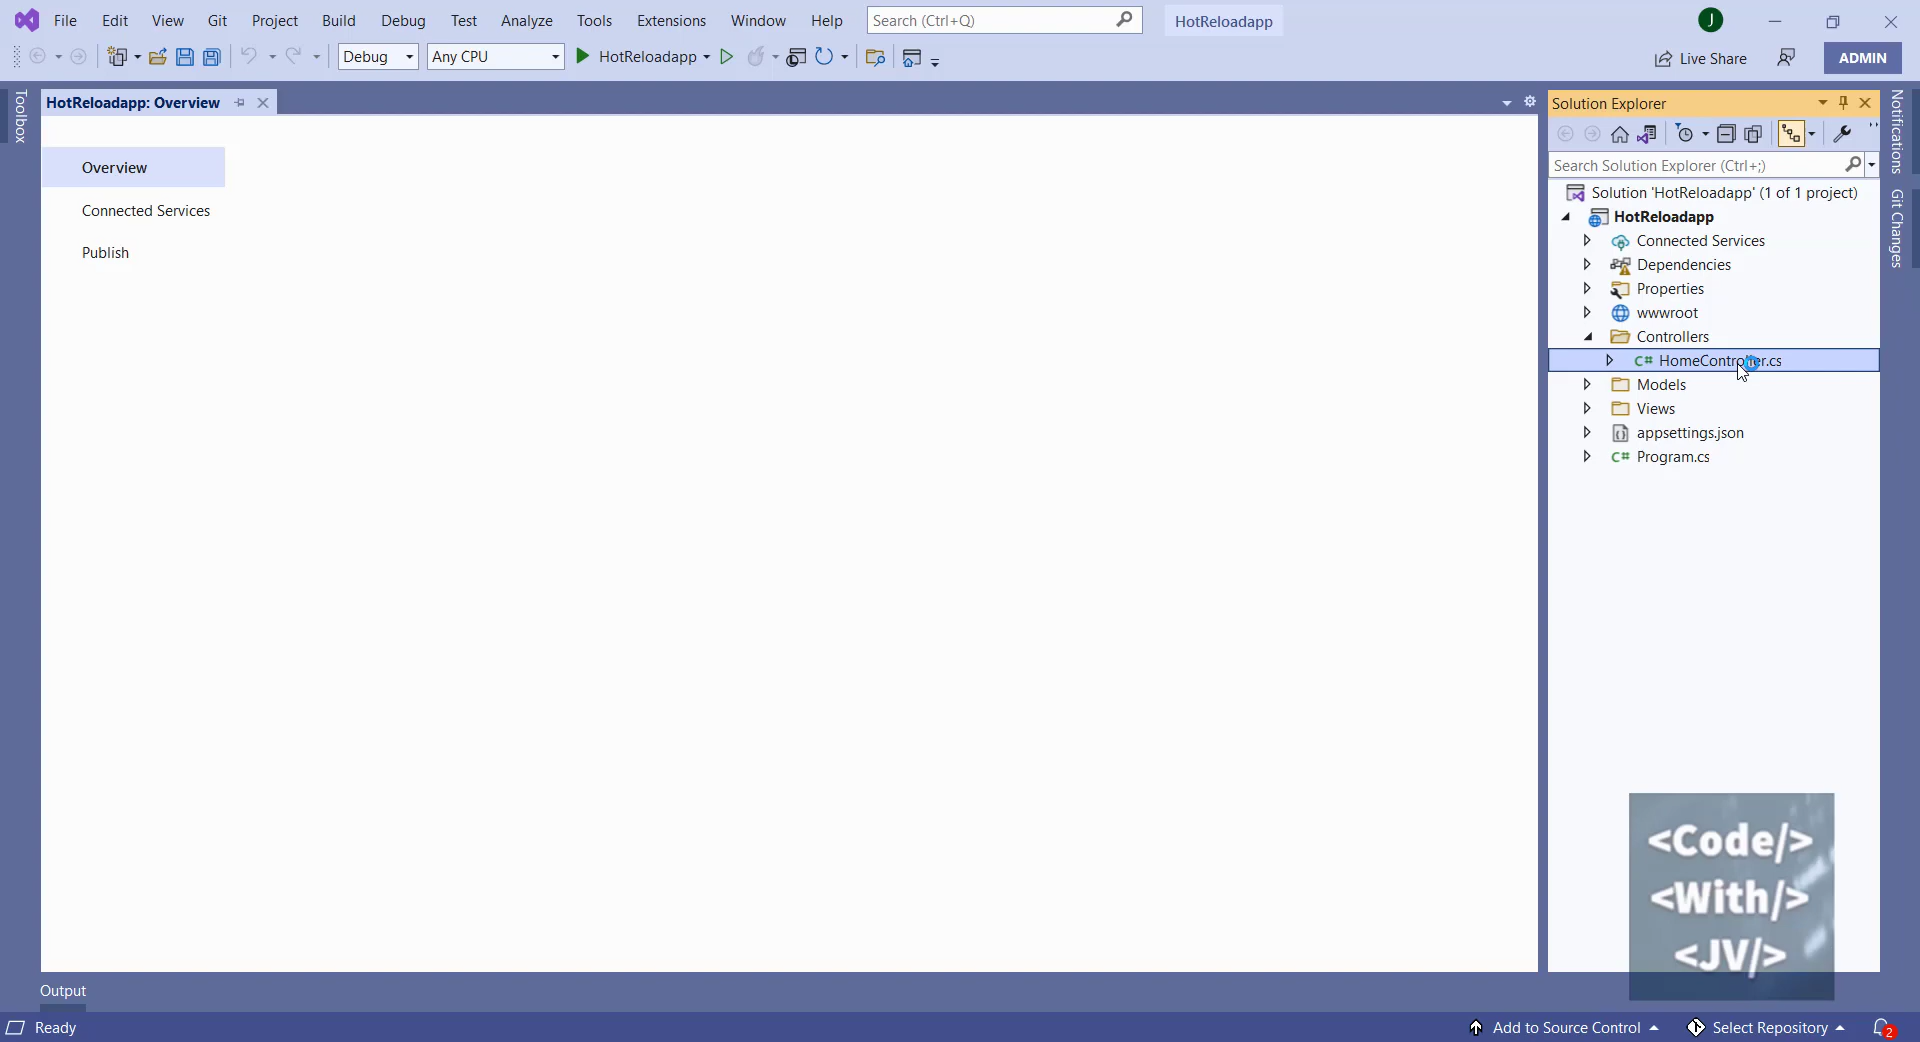 File Edit View Git Project Build Debug Test Analyze Tools Extensions Window Help Search (Ctrl+Q) HotReloadapp J
Debug Any CPU HotReloadapp Live Share ADMIN
Toolbox
HotReloadapp: Overview
Overview
Connected Services
Publish
Solution Explorer
Search Solution Explorer (Ctrl+;)
Solution 'HotReloadapp' (1 of 1 project)
HotReloadapp
Connected Services
Dependencies
Properties
wwwroot
Controllers
C# HomeController.cs
Models
Views
appsettings.json
C# Program.cs
Notifications
Git Changes
<Code/>
<With/>
<JV/>
Output
Ready Add to Source Control Select Repository 2